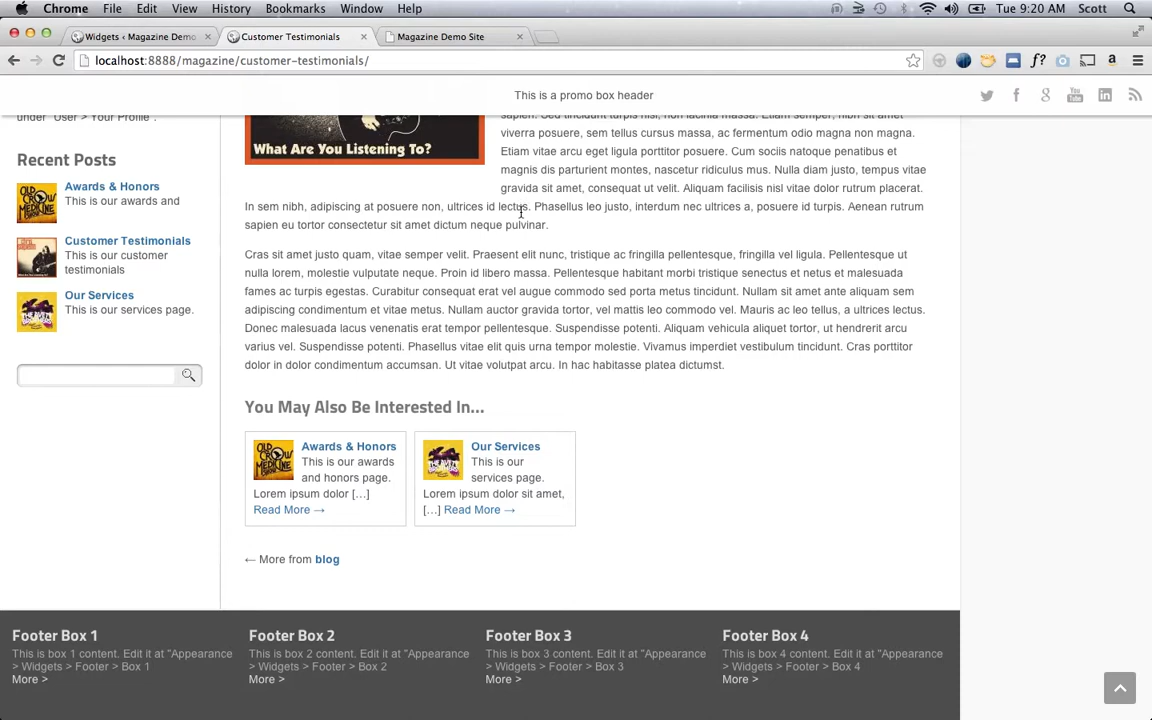 Chrome File Edit View History Bookmarks Window Help Tue 9:20 AM Scott
Widgets ‹ Magazine Demo
Customer Testimonials
Magazine Demo Site
localhost:8888/magazine/customer-testimonials/
This is a promo box header
under "User > Your Profile".
Recent Posts
Awards & Honors
This is our awards and
Customer Testimonials
This is our customer
testimonials
Our Services
This is our services page.
What Are You Listening To?
sapien. Sed tincidunt turpis nisl, non lacinia massa. Etiam semper, nibh sit amet
viverra posuere, sem tellus cursus massa, ac fermentum odio magna non magna.
Etiam vitae arcu eget ligula porttitor posuere. Cum sociis natoque penatibus et
magnis dis parturient montes, nascetur ridiculus mus. Nulla diam justo, tempus vitae
gravida sit amet, consequat ut velit. Aliquam facilisis nisl vitae dolor rutrum placerat.
In sem nibh, adipiscing at posuere non, ultrices id lectus. Phasellus leo justo, interdum nec ultrices a, posuere id turpis. Aenean rutrum
sapien eu tortor consectetur sit amet dictum neque pulvinar.
Cras sit amet justo quam, vitae semper velit. Praesent elit nunc, tristique ac fringilla pellentesque, fringilla vel ligula. Pellentesque ut
nulla lorem, molestie vulputate neque. Proin id libero massa. Pellentesque habitant morbi tristique senectus et netus et malesuada
fames ac turpis egestas. Curabitur consequat erat vel augue commodo sed porta metus tincidunt. Nullam sit amet ante aliquam sem
adipiscing condimentum et vitae metus. Nullam auctor gravida tortor, vel mattis leo commodo vel. Mauris ac leo tellus, a ultrices lectus.
Donec malesuada lacus venenatis erat tempor pellentesque. Suspendisse potenti. Aliquam vehicula aliquet tortor, ut hendrerit arcu
varius vel. Suspendisse potenti. Phasellus vitae elit quis urna tempor molestie. Vivamus imperdiet vestibulum tincidunt. Cras porttitor
dolor in dolor condimentum accumsan. Ut vitae volutpat arcu. In hac habitasse platea dictumst.
You May Also Be Interested In...
Awards & Honors
This is our awards
and honors page.
Lorem ipsum dolor [...]
Read More →
Our Services
This is our
services page.
Lorem ipsum dolor sit amet,
[...] Read More →
← More from blog
Footer Box 1
This is box 1 content. Edit it at "Appearance
> Widgets > Footer > Box 1
More >
Footer Box 2
This is box 2 content. Edit it at "Appearance
> Widgets > Footer > Box 2
More >
Footer Box 3
This is box 3 content. Edit it at "Appearance
> Widgets > Footer > Box 3
More >
Footer Box 4
This is box 4 content. Edit it at "Appearance
> Widgets > Footer > Box 4
More >